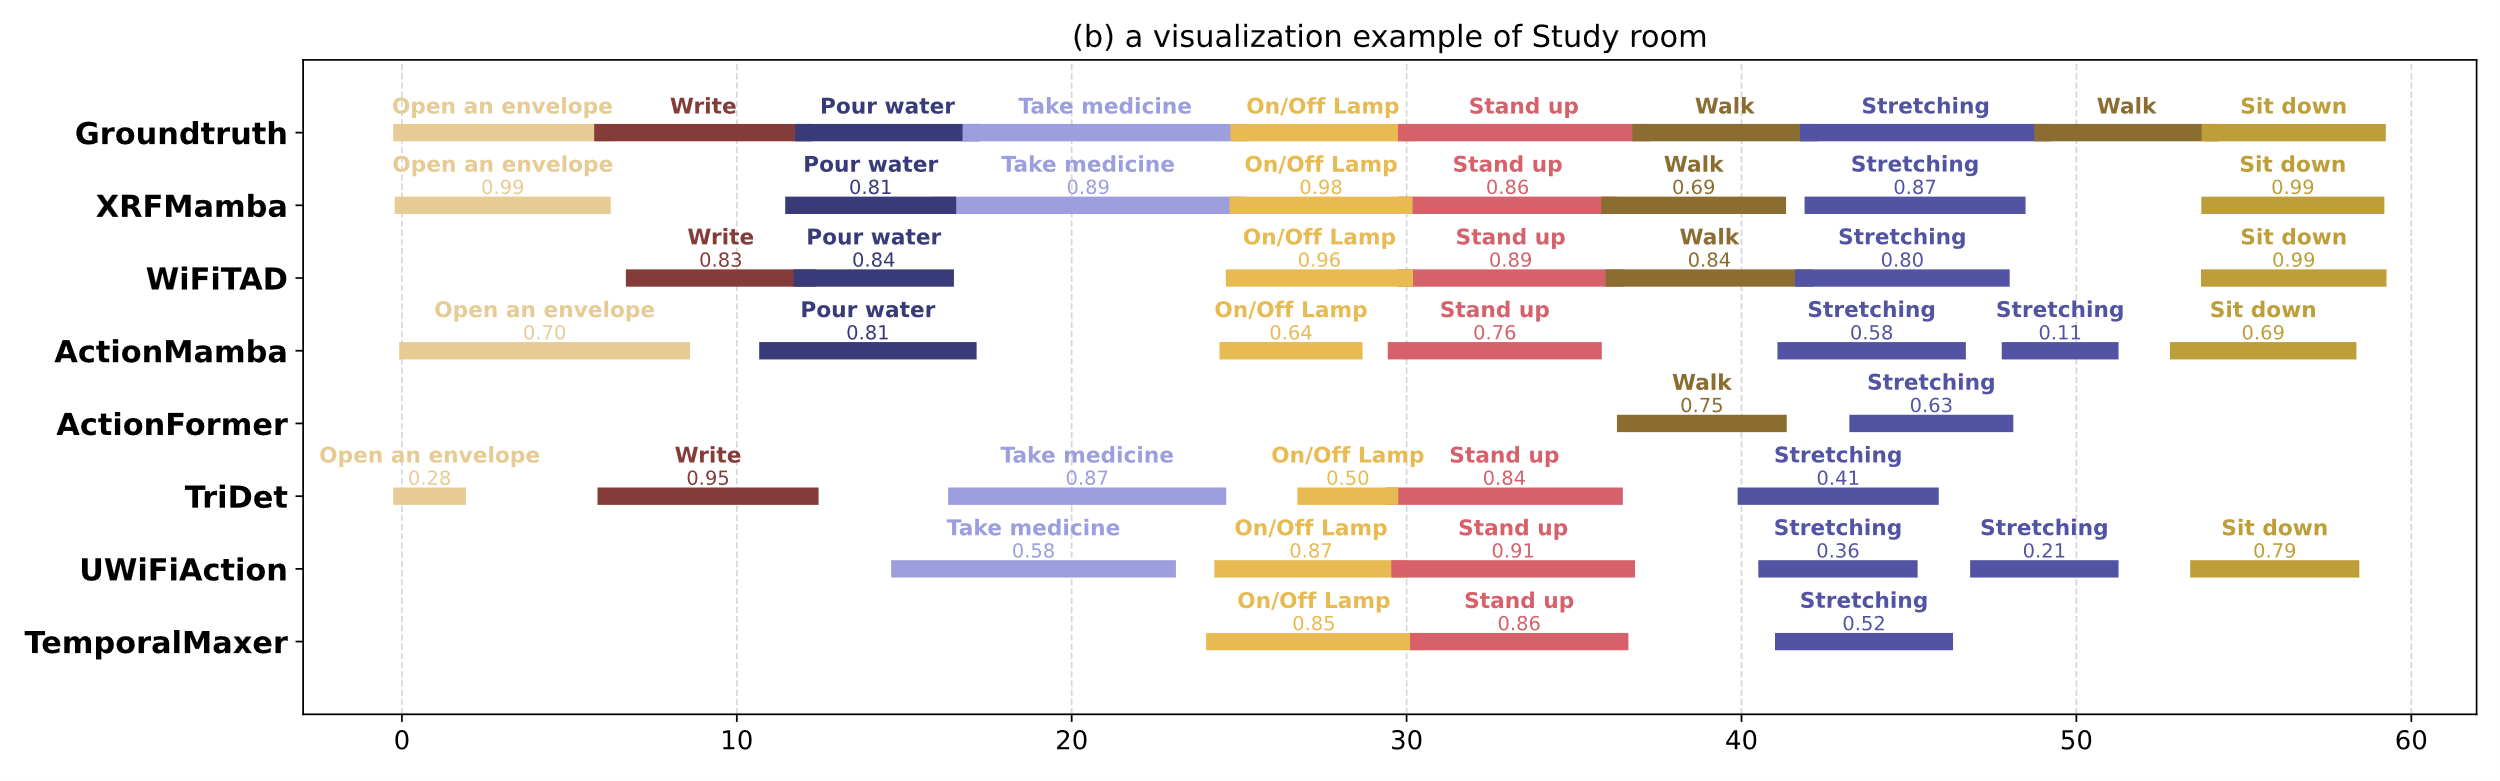 (b) a visualization example of Study room
Open an envelope Write Pour water Take medicine On/Off Lamp Stand up Walk Stretching Walk Sit down
Groundtruth
Open an envelope Pour water Take medicine On/Off Lamp Stand up Walk Stretching Sit down
0.99 0.81 0.89 0.98 0.86 0.69 0.87 0.99
XRFMamba
Write Pour water On/Off Lamp Stand up Walk Stretching Sit down
0.83 0.84 0.96 0.89 0.84 0.80 0.99
WiFiTAD
Open an envelope Pour water On/Off Lamp Stand up Stretching Stretching Sit down
0.70 0.81 0.64 0.76 0.58 0.11 0.69
ActionMamba
Walk Stretching
0.75 0.63
ActionFormer
Open an envelope Write Take medicine On/Off Lamp Stand up Stretching
0.28 0.95 0.87 0.50 0.84 0.41
TriDet
Take medicine On/Off Lamp Stand up Stretching Stretching Sit down
0.58 0.87 0.91 0.36 0.21 0.79
UWiFiAction
On/Off Lamp Stand up Stretching
0.85 0.86 0.52
TemporalMaxer
0 10 20 30 40 50 60